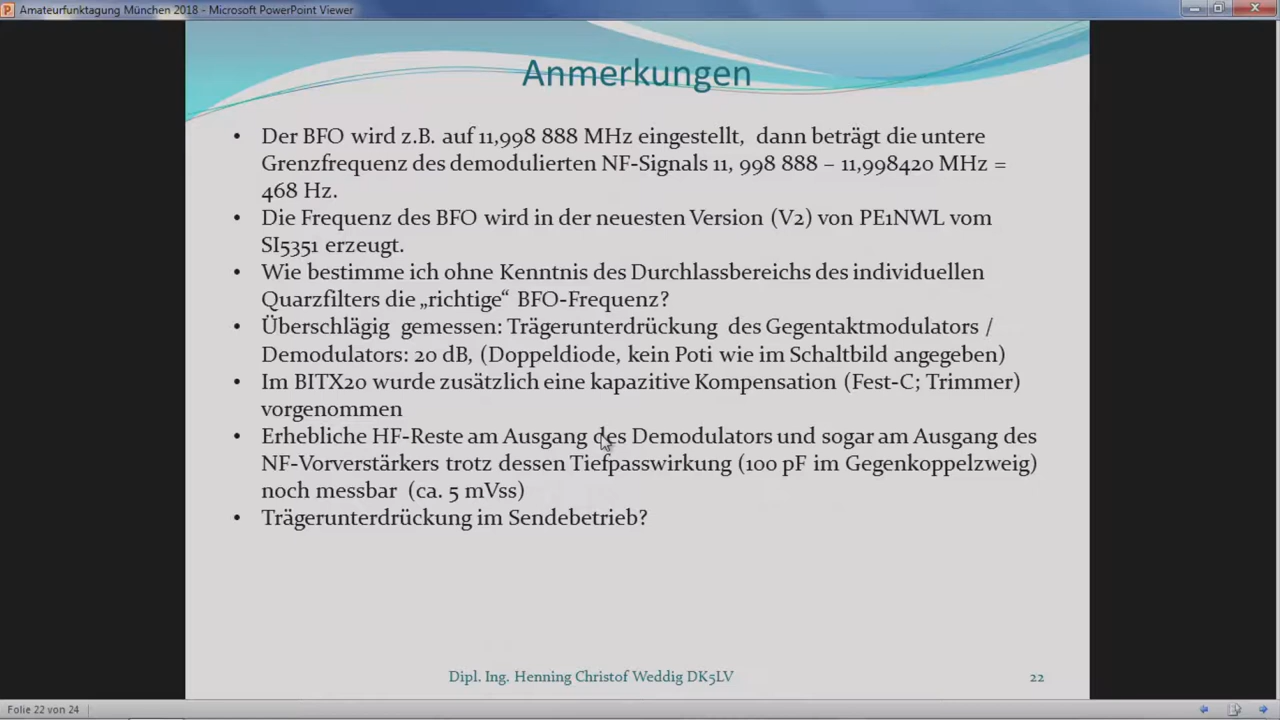 Amateurfunktagung München 2018 - Microsoft PowerPoint Viewer
Anmerkungen
• Der BFO wird z.B. auf 11,998 888 MHz eingestellt, dann beträgt die untere
Grenzfrequenz des demodulierten NF-Signals 11, 998 888 – 11,998420 MHz =
468 Hz.
• Die Frequenz des BFO wird in der neuesten Version (V2) von PE1NWL vom
SI5351 erzeugt.
• Wie bestimme ich ohne Kenntnis des Durchlassbereichs des individuellen
Quarzfilters die „richtige“ BFO-Frequenz?
• Überschlägig gemessen: Trägerunterdrückung des Gegentaktmodulators /
Demodulators: 20 dB, (Doppeldiode, kein Poti wie im Schaltbild angegeben)
• Im BITX20 wurde zusätzlich eine kapazitive Kompensation (Fest-C; Trimmer)
vorgenommen
• Erhebliche HF-Reste am Ausgang des Demodulators und sogar am Ausgang des
NF-Vorverstärkers trotz dessen Tiefpasswirkung (100 pF im Gegenkoppelzweig)
noch messbar (ca. 5 mVss)
• Trägerunterdrückung im Sendebetrieb?
Dipl. Ing. Henning Christof Weddig DK5LV
22
Folie 22 von 24